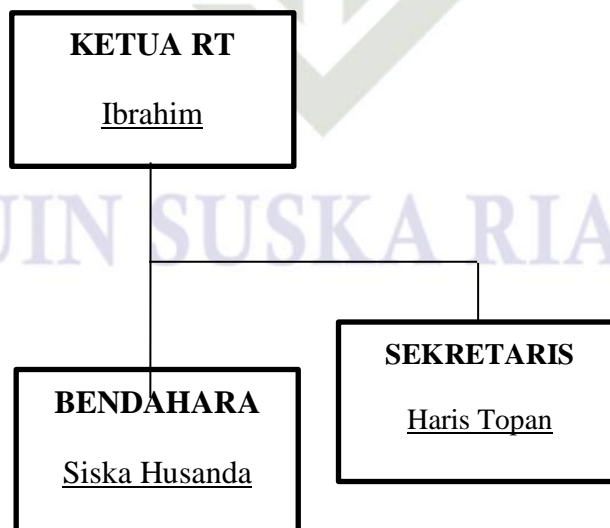 KETUA RT
Ibrahim
UIN SUSKA RIA
SEKRETARIS
Haris Topan
BENDAHARA
Siska Husanda